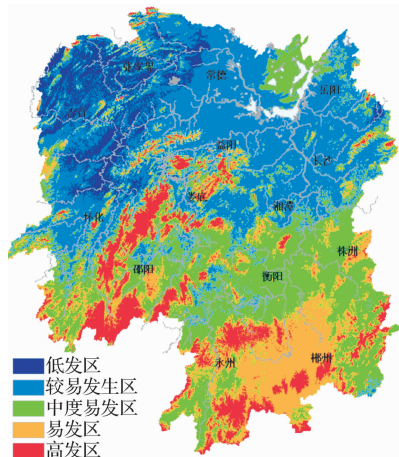 张家界
常德
岳阳
益阳
长沙
娄底
湘潭
怀化
株洲
邵阳
衡阳
永州
郴州
低发区
较易发生区
中度易发区
易发区
高发区